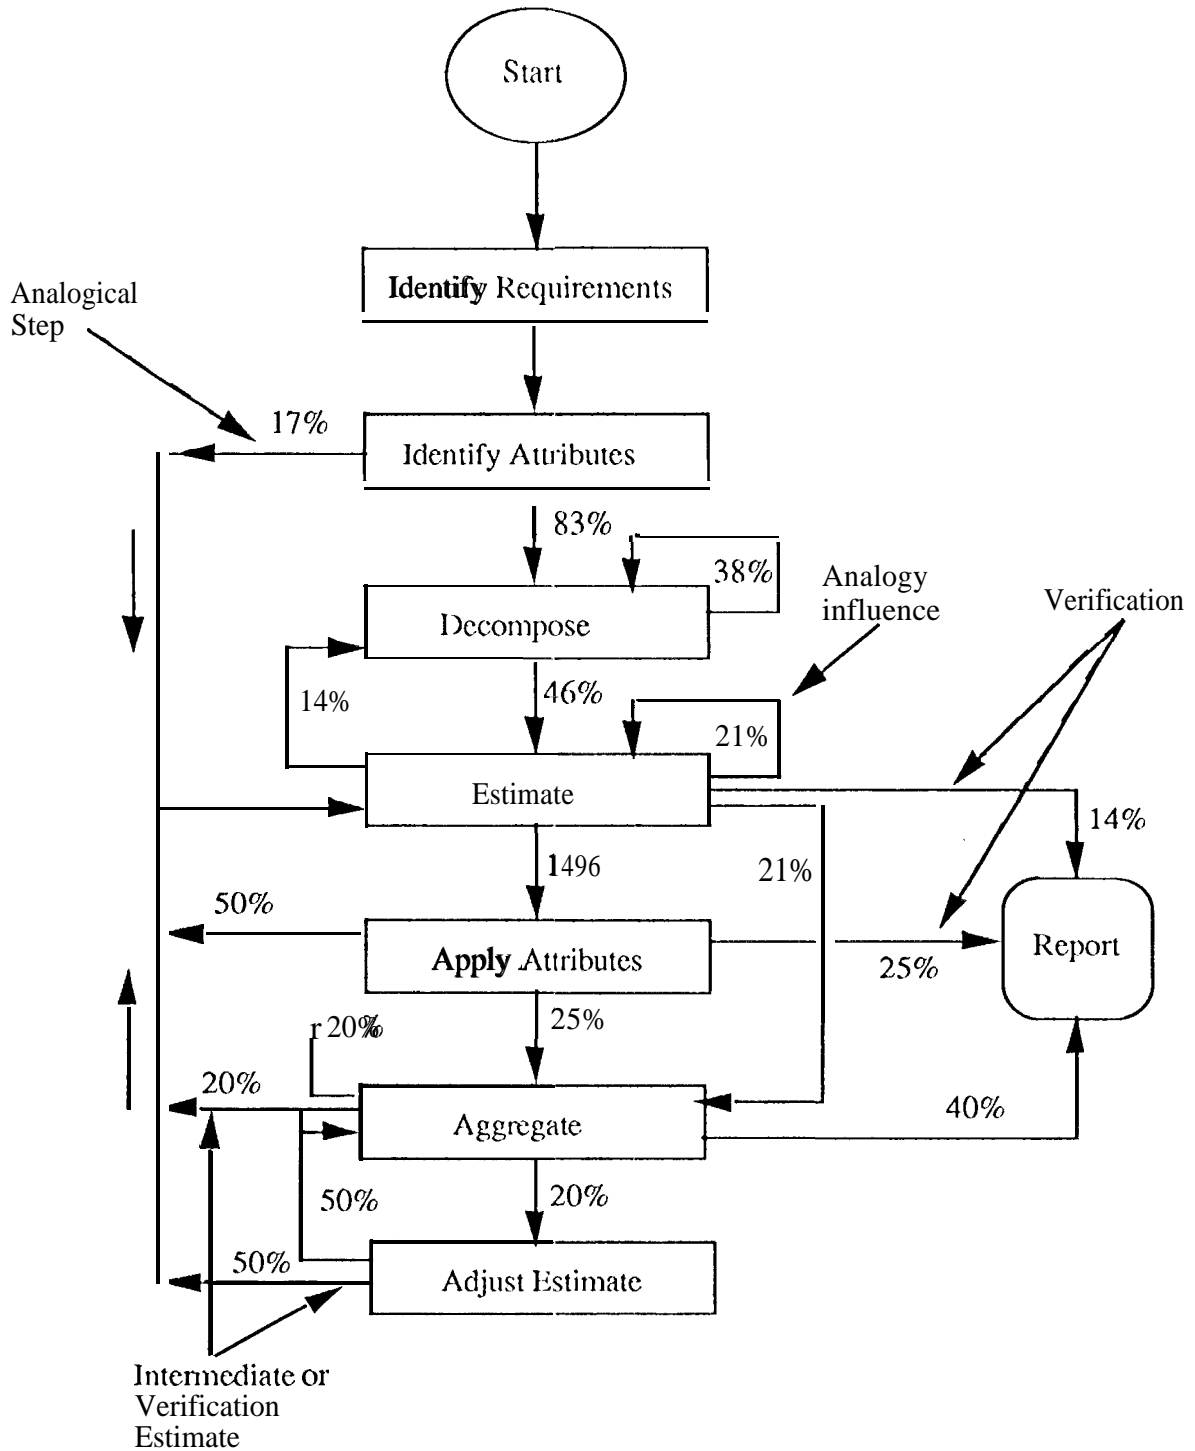 Start
Identify Requirements
Analogical
Step
17%
Identify Attributes
83%
38%
Analogy
influence
Verification
Decompose
14%
46%
21%
Estimate
14%
1496
21%
50%
Apply Attributes
25%
Report
25%
r 20%
20%
Aggregate
40%
50%
20%
50%
Adjust Estimate
Intermediate or
Verification
Estimate